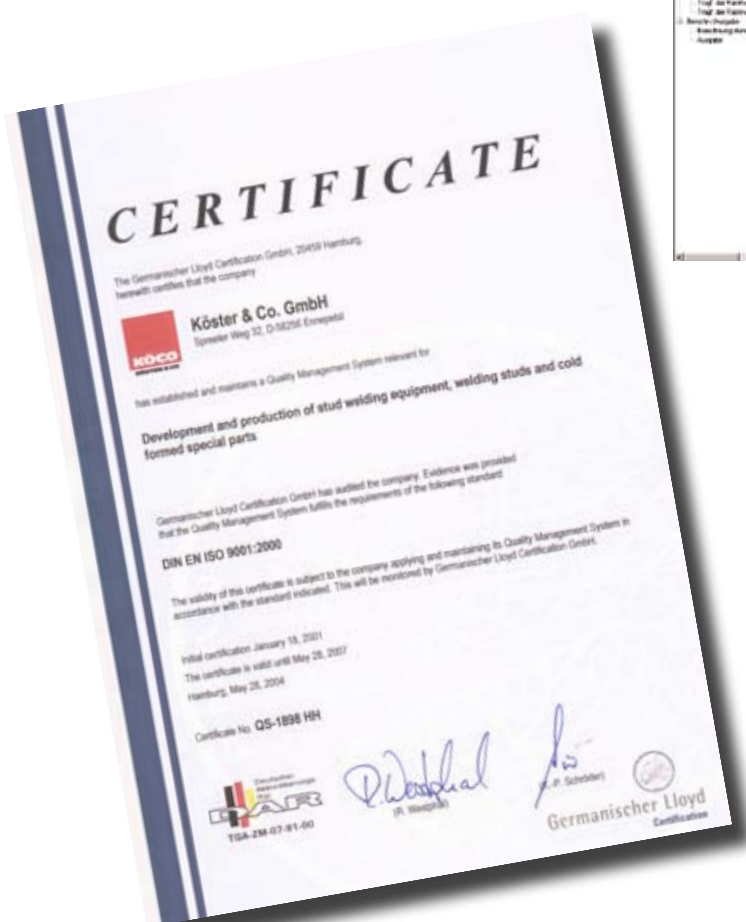 CERTIFICATE
The Germanischer Lloyd Certification GmbH, 20459 Hamburg,
herewith certifies that the company
KÖCO
Köster & Co. GmbH
Spreeler Weg 32, D-58256 Ennepetal
has established and maintains a Quality Management System relevant for
Development and production of stud welding equipment, welding studs and cold
formed special parts
Germanischer Lloyd Certification GmbH has audited the company. Evidence was provided
that the Quality Management System fulfills the requirements of the following standard:
DIN EN ISO 9001:2000
The validity of this certificate is subject to the company applying and maintaining its Quality Management System in
accordance with the standard indicated. This will be monitored by Germanischer Lloyd Certification GmbH.
Initial certification January 18, 2001
The certificate is valid until May 28, 2007
Hamburg, May 28, 2004
Certificate No. QS-1898 HH
Deutscher
Akkreditierungs
Rat
DAR
TGA-ZM-07-91-00
(R. Westphal)
P. Schröder)
Germanischer Lloyd
Certification
Ausgabe